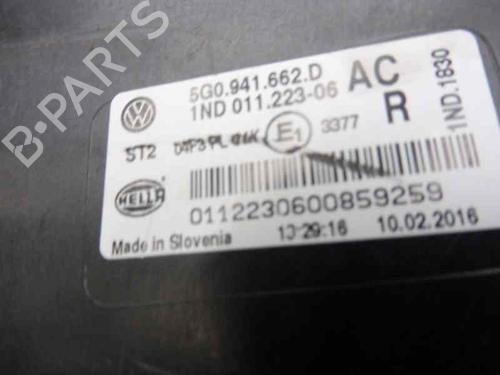 5G0.941.662.D AC
1ND 011.223-06 R
1ND.1830
ST2
E1 3377
HELLA
0112230600859259
Made in Slovenia 13:29:16 10.02.2016
B-PARTS